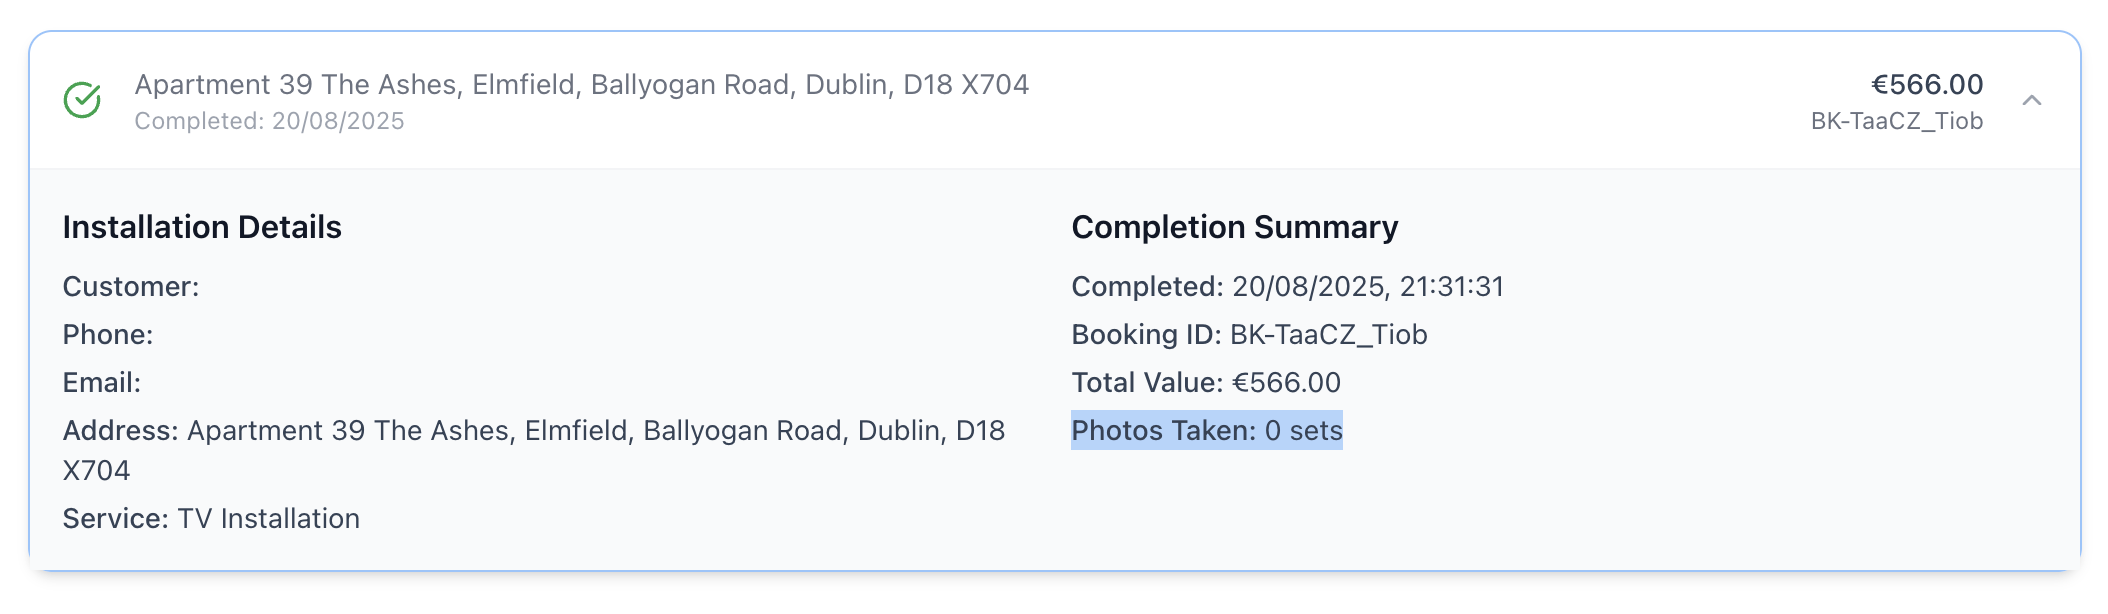 Apartment 39 The Ashes, Elmfield, Ballyogan Road, Dublin, D18 X704
Completed: 20/08/2025
€566.00
BK-TaaCZ_Tiob
Installation Details
Customer:
Phone:
Email:
Address: Apartment 39 The Ashes, Elmfield, Ballyogan Road, Dublin, D18
X704
Service: TV Installation
Completion Summary
Completed: 20/08/2025, 21:31:31
Booking ID: BK-TaaCZ_Tiob
Total Value: €566.00
Photos Taken: 0 sets